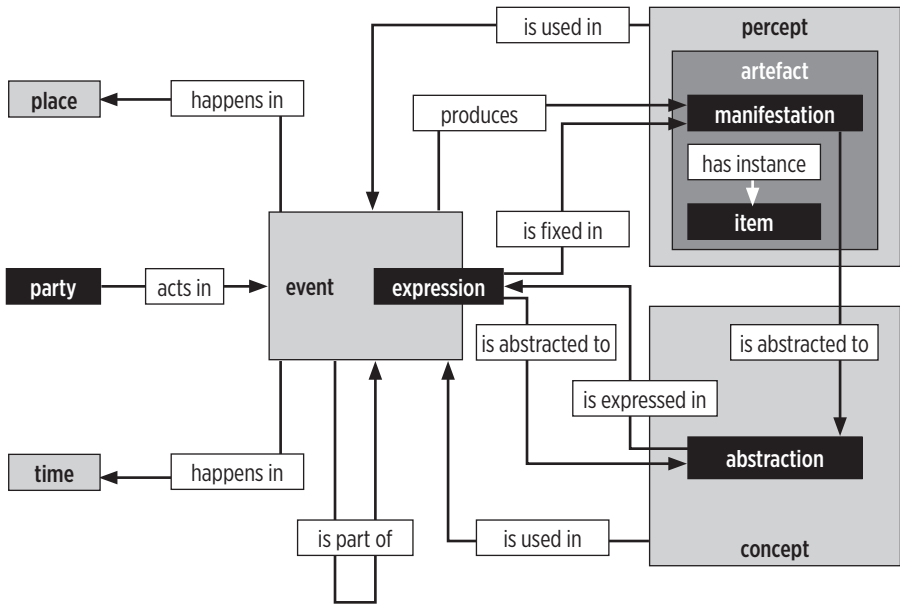 is used in
percept
artefact
place
happens in
produces
manifestation
has instance
is fixed in
item
party
acts in
event
expression
is abstracted to
is abstracted to
is expressed in
time
happens in
abstraction
is part of
is used in
concept